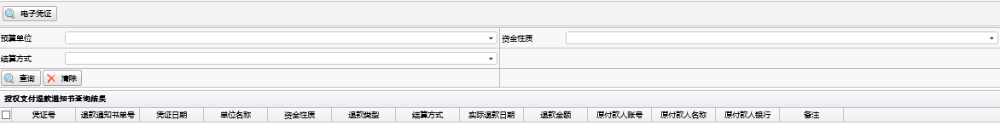 电子凭证
预算单位 资金性质
结算方式
查询 清除
授权支付退款通知书查询结果
凭证号 退款通知书单号 凭证日期 单位名称 资金性质 退款类型 结算方式 实际退款日期 退款金额 原付款人账号 原付款人名称 原付款人银行 备注